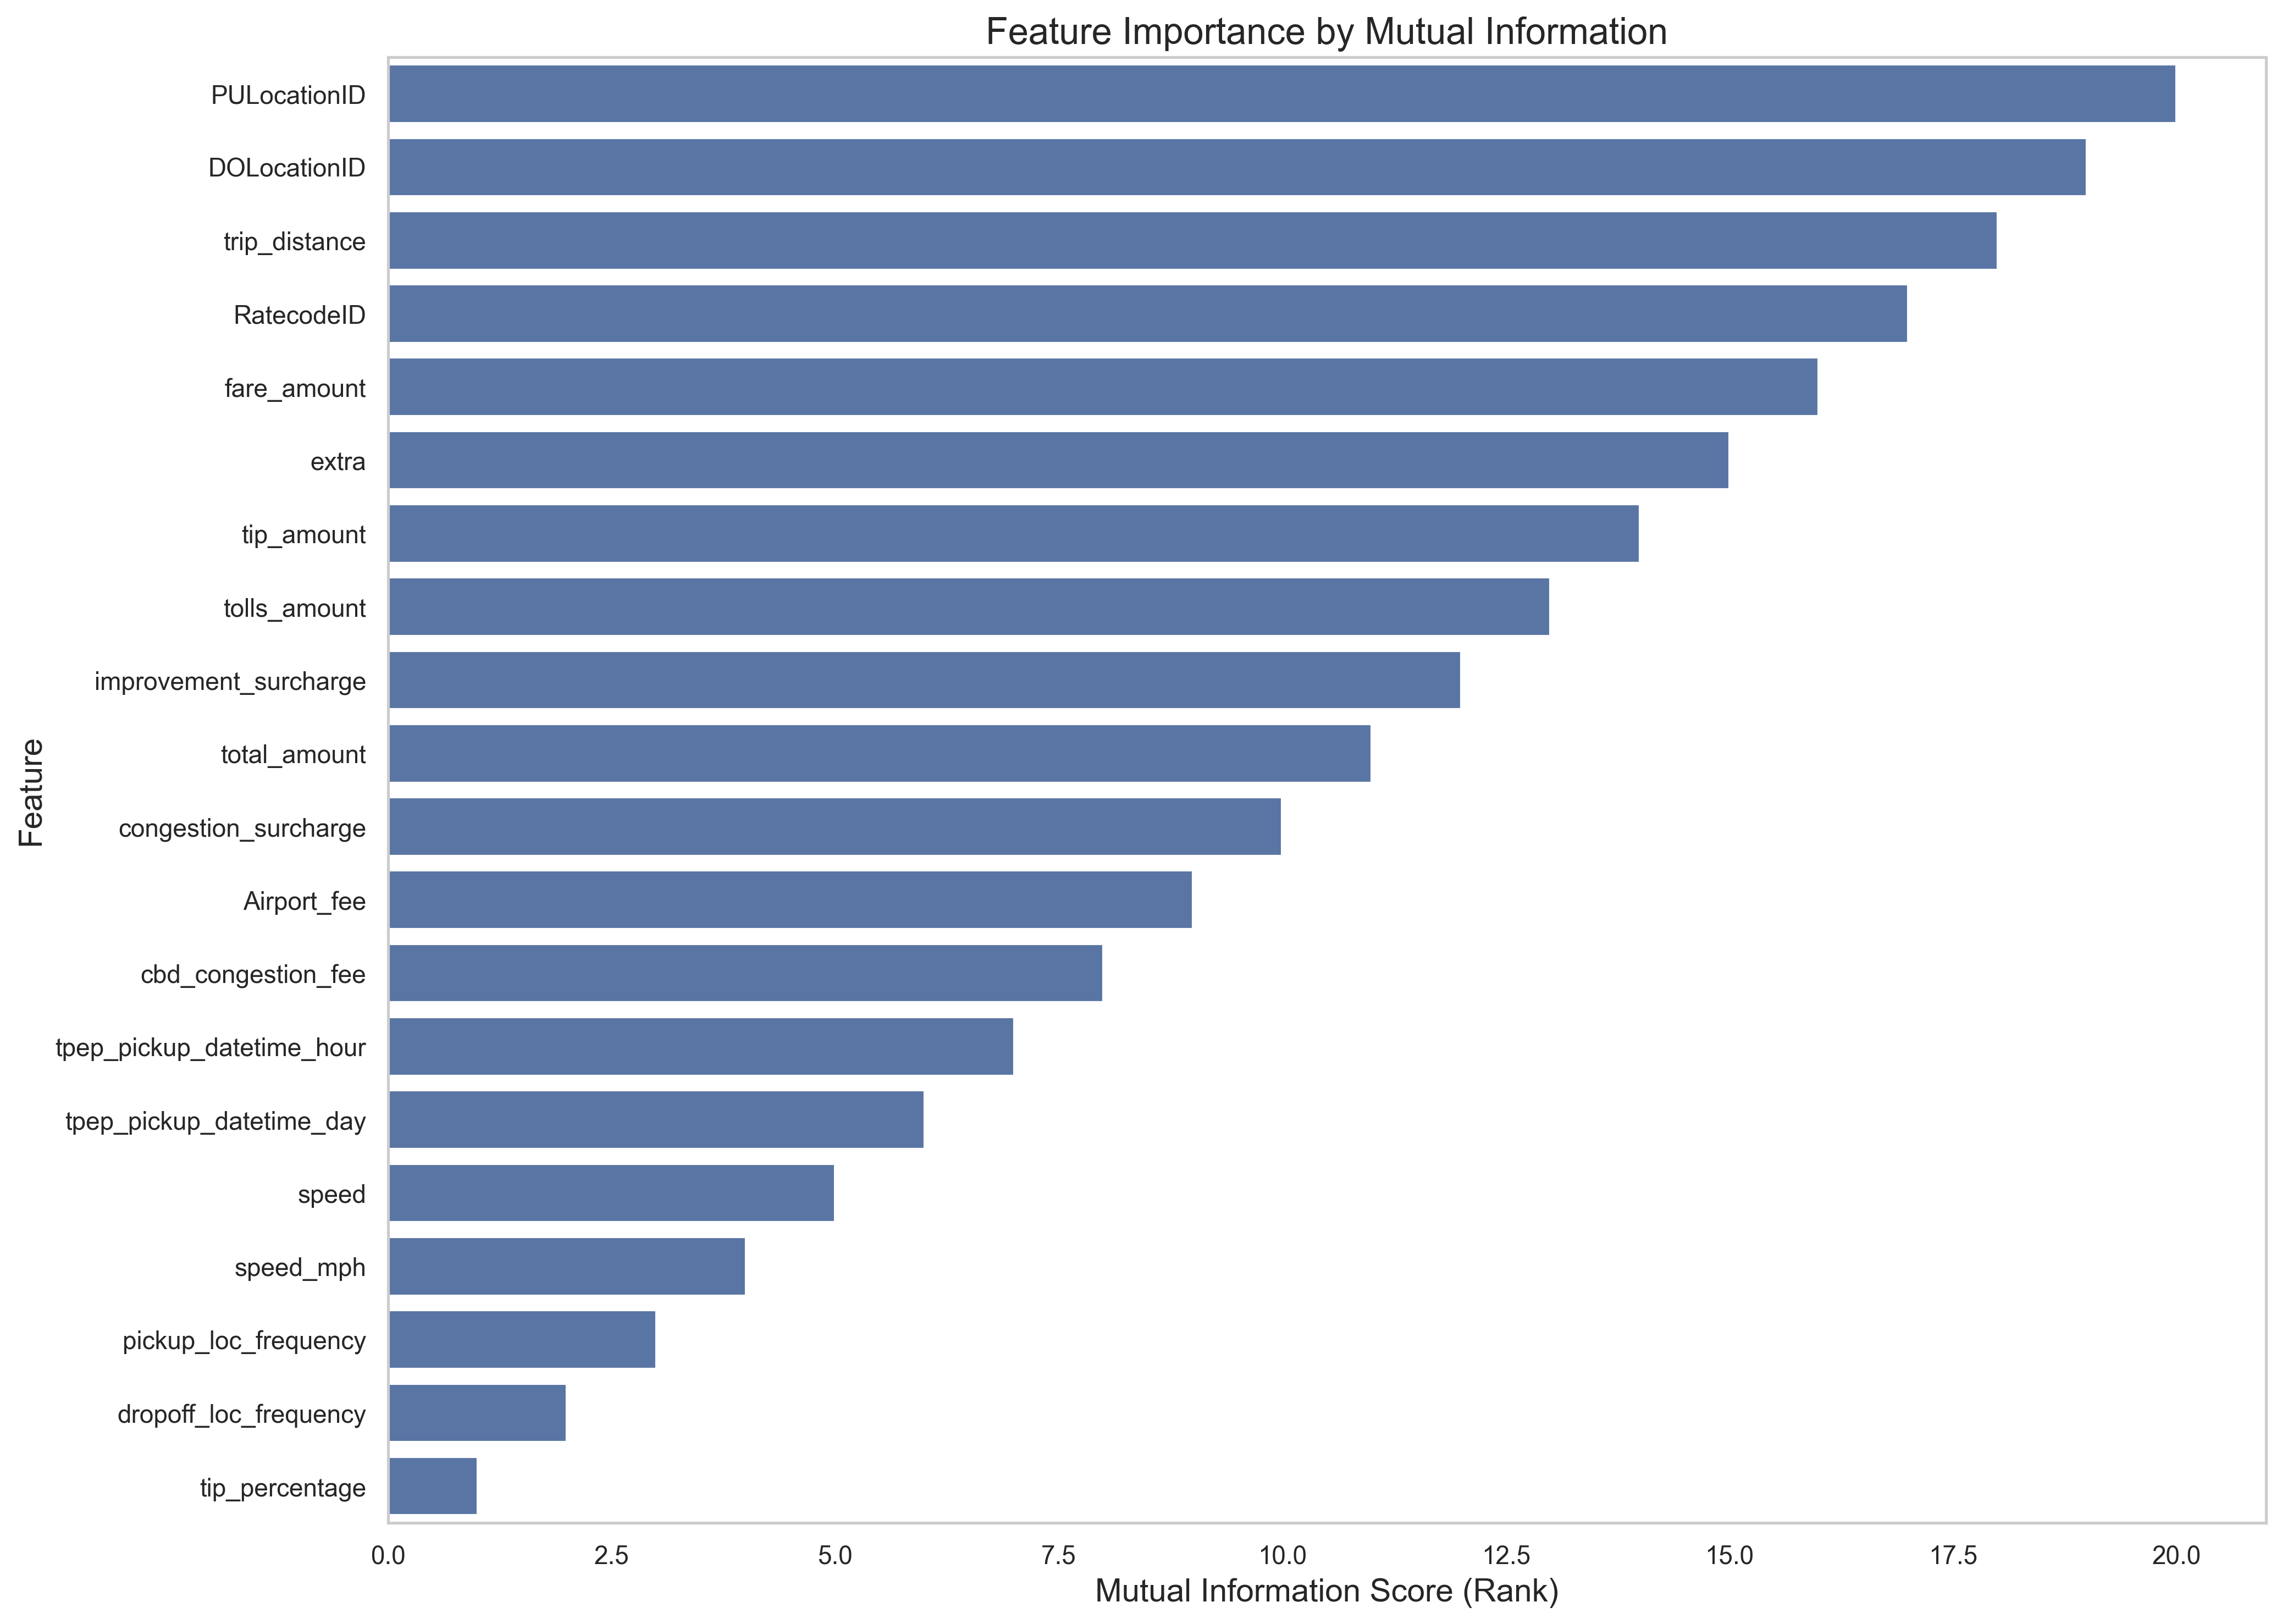 Feature Importance by Mutual Information
PULocationID
DOLocationID
trip_distance
RatecodeID
fare_amount
extra
tip_amount
tolls_amount
improvement_surcharge
total_amount
congestion_surcharge
Airport_fee
cbd_congestion_fee
tpep_pickup_datetime_hour
tpep_pickup_datetime_day
speed
speed_mph
pickup_loc_frequency
dropoff_loc_frequency
tip_percentage
Feature
0.0 2.5 5.0 7.5 10.0 12.5 15.0 17.5 20.0
Mutual Information Score (Rank)